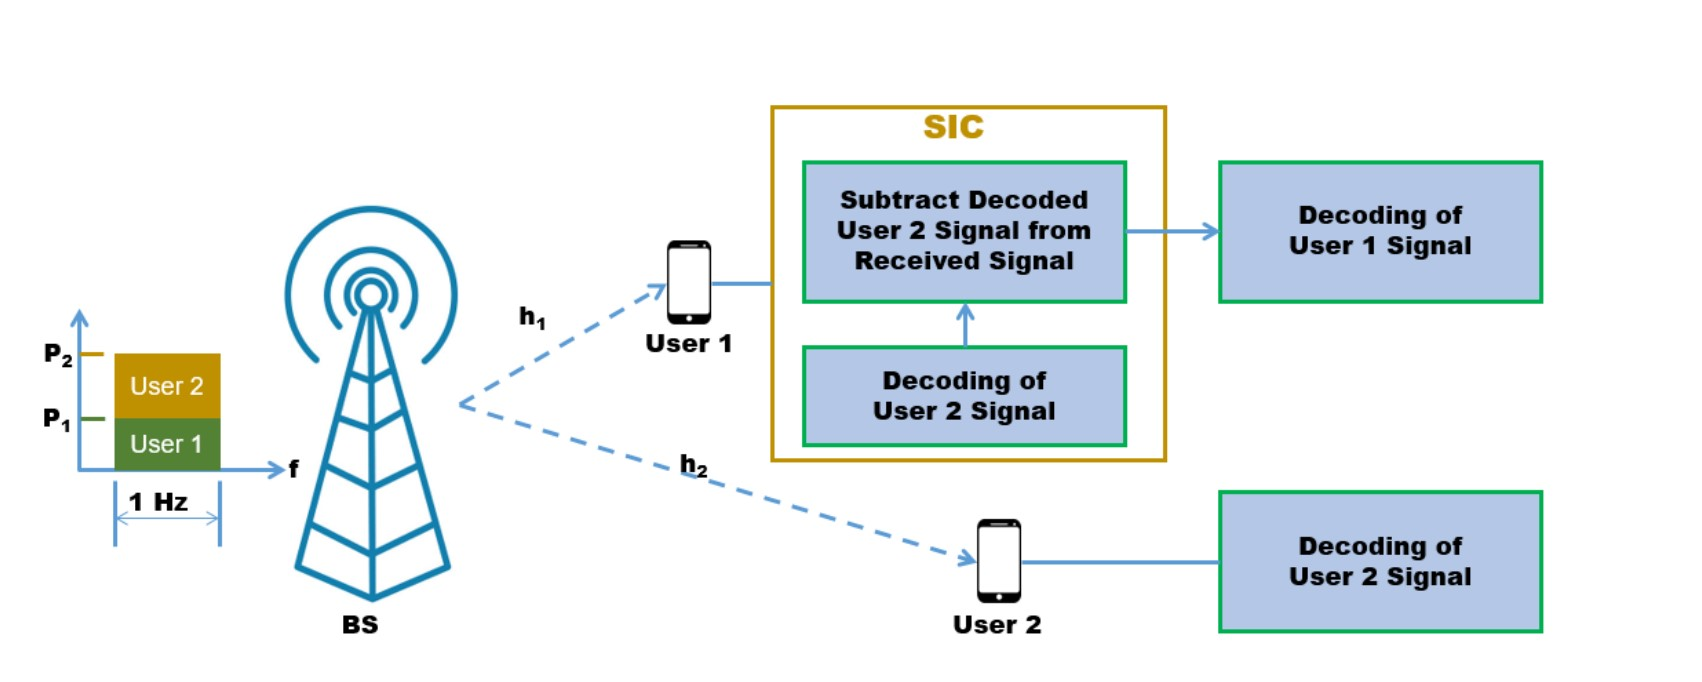 SIC
Subtract Decoded
User 2 Signal from
Received Signal
Decoding of
User 1 Signal
h1
User 1
P2
User 2
P1
User 1
f
1 Hz
Decoding of
User 2 Signal
h2
Decoding of
User 2 Signal
BS
User 2